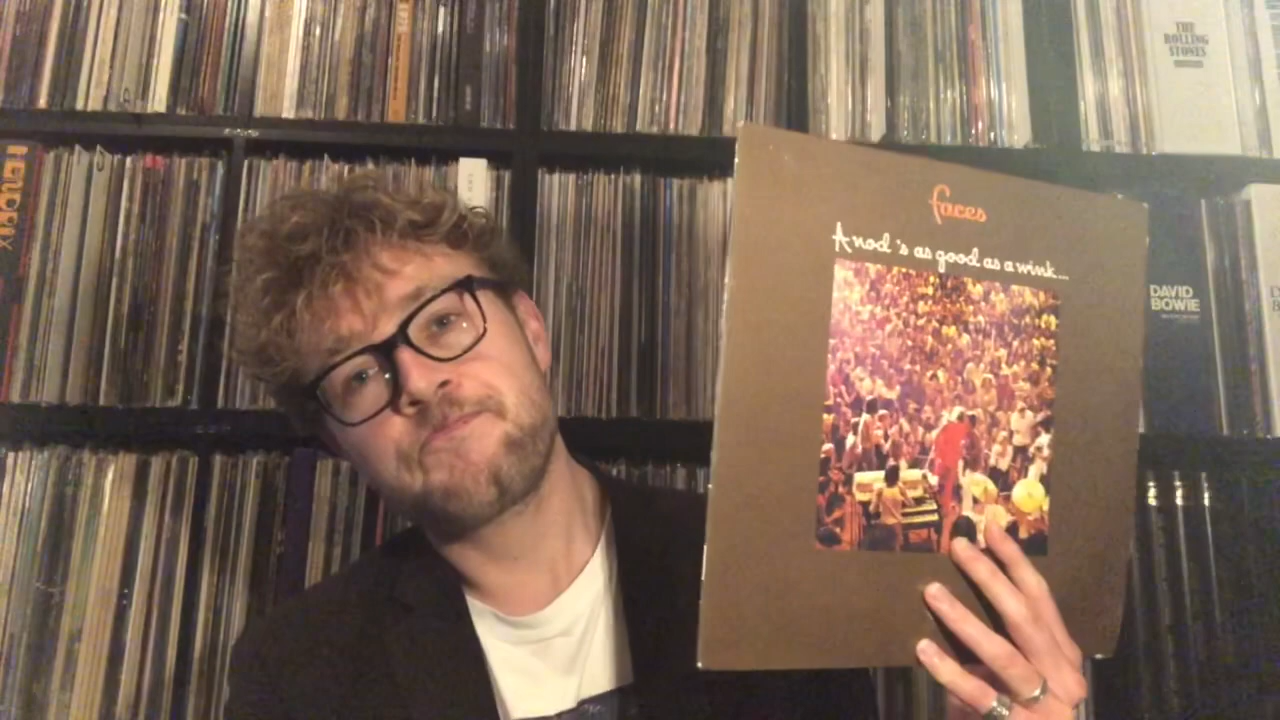 THE
ROLLING
STONES
HENDRIX
faces
A nod 's as good as a wink...
DAVID
BOWIE